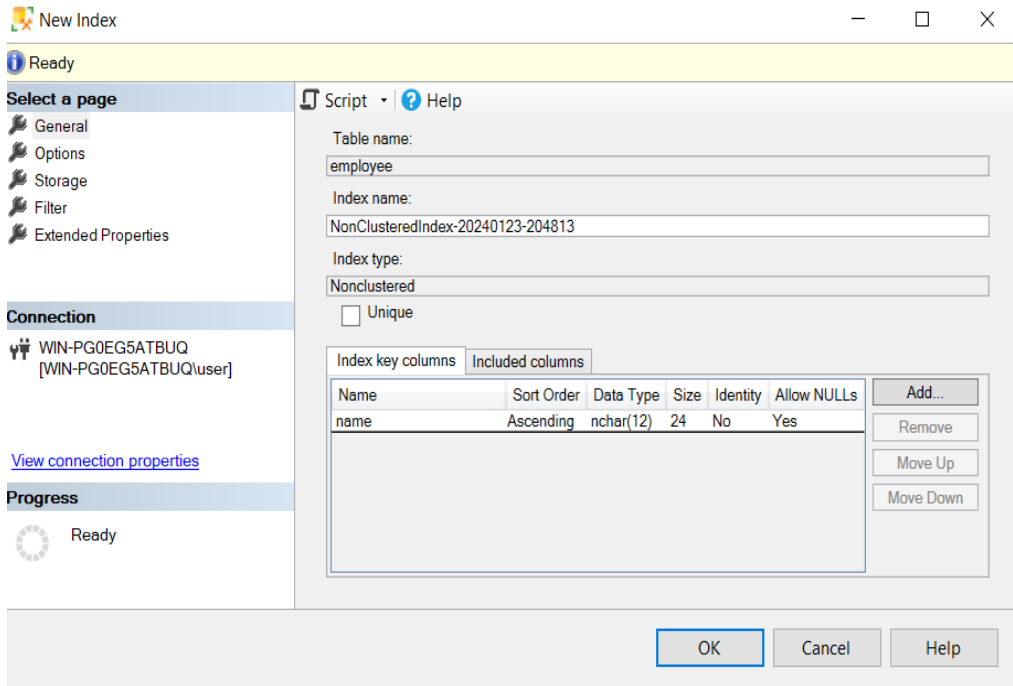 New Index
Ready
Select a page
General
Options
Storage
Filter
Extended Properties
Connection
WIN-PG0EG5ATBUQ
[WIN-PG0EG5ATBUQ\user]
View connection properties
Progress
Ready
Script Help
Table name:
employee
Index name:
NonClusteredIndex-20240123-204813
Index type:
Nonclustered
Unique
Index key columns Included columns
Name Sort Order Data Type Size Identity Allow NULLs
name Ascending nchar(12) 24 No Yes
Add...
Remove
Move Up
Move Down
OK Cancel Help